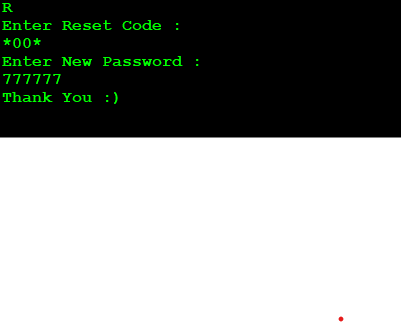 R
Enter Reset Code :
*00*
Enter New Password :
777777
Thank You :)